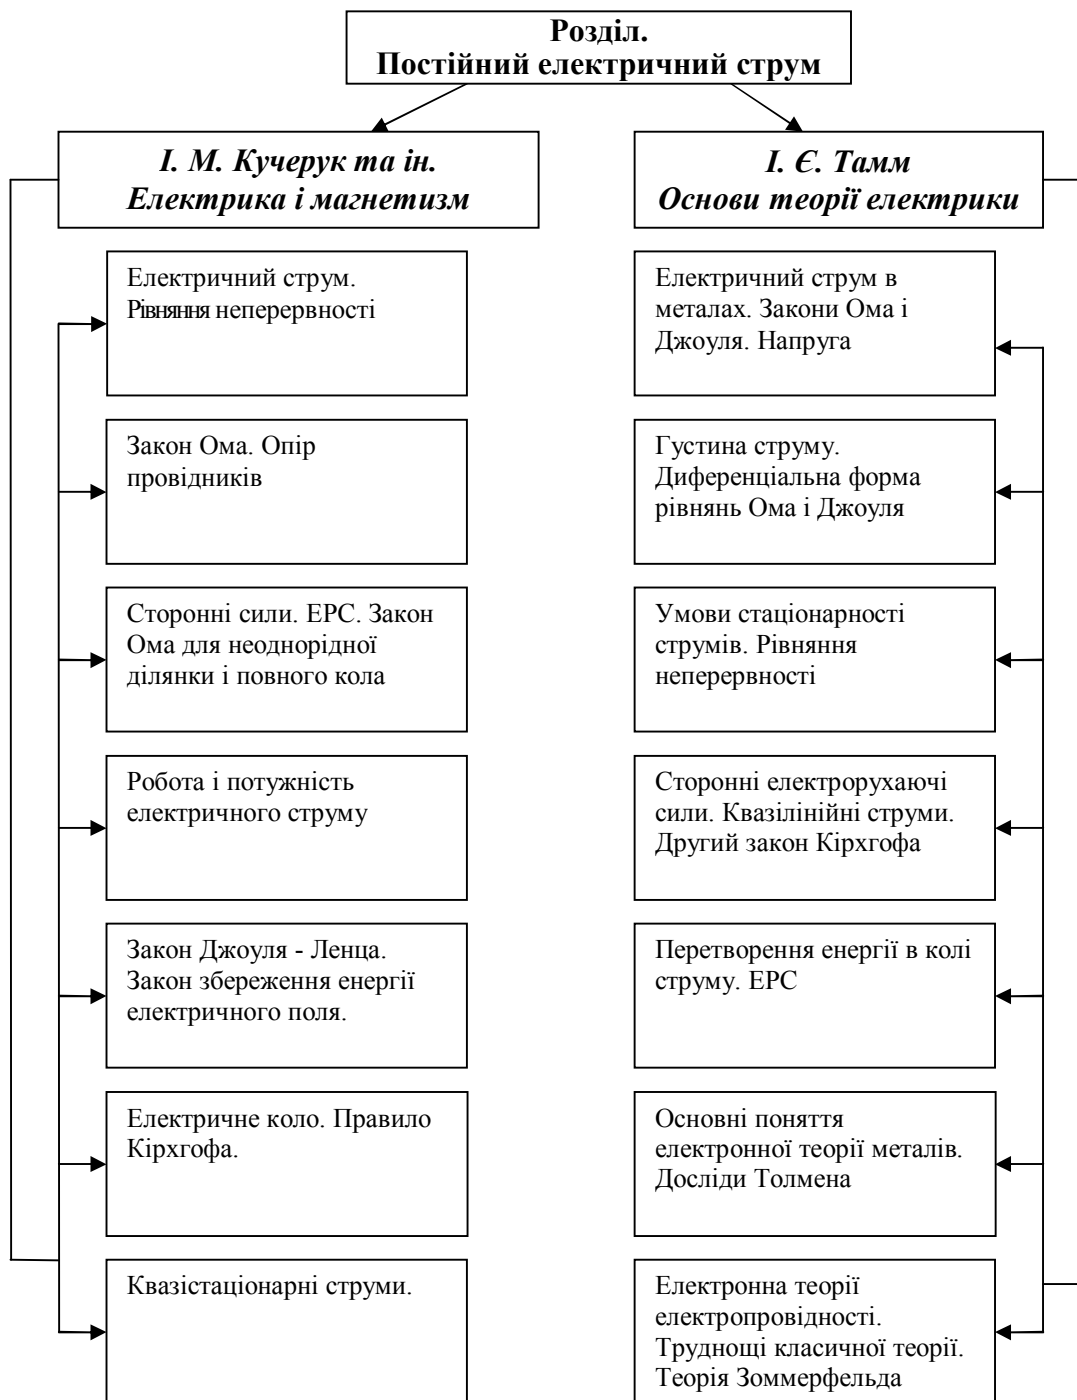 Розділ.
Постійний електричний струм
І. М. Кучерук та ін.
Електрика і магнетизм
Електричний струм.
Рівняння неперервності
Закон Ома. Опір
провідників
Сторонні сили. ЕРС. Закон
Ома для неоднорідної
ділянки і повного кола
Робота і потужність
електричного струму
Закон Джоуля - Ленца.
Закон збереження енергії
електричного поля.
Електричне коло. Правило
Кірхгофа.
Квазістаціонарні струми.
І. Є. Тамм
Основи теорії електрики
Електричний струм в
металах. Закони Ома і
Джоуля. Напруга
Густина струму.
Диференціальна форма
рівнянь Ома і Джоуля
Умови стаціонарності
струмів. Рівняння
неперервності
Сторонні електрорухаючі
сили. Квазілінійні струми.
Другий закон Кірхгофа
Перетворення енергії в колі
струму. ЕРС
Основні поняття
електронної теорії металів.
Досліди Толмена
Електронна теорії
електропровідності.
Труднощі класичної теорії.
Теорія Зоммерфельда